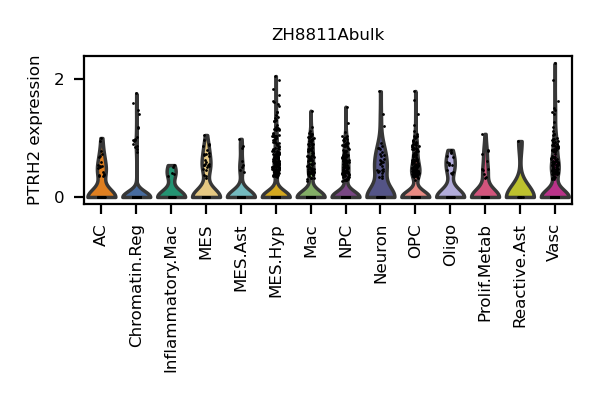 ZH8811Abulk
PTRH2 expression
2
0
AC
Chromatin.Reg
Inflammatory.Mac
MES
MES.Ast
MES.Hyp
Mac
NPC
Neuron
OPC
Oligo
Prolif.Metab
Reactive.Ast
Vasc